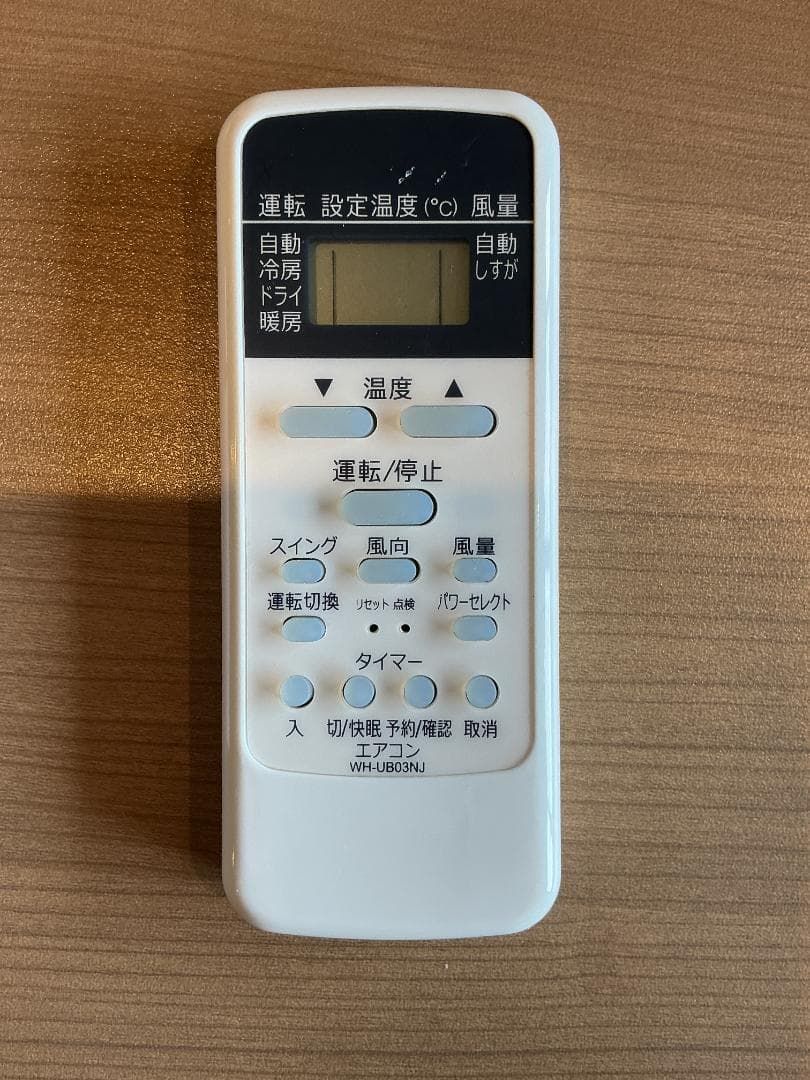 運転 設定温度(℃) 風量
自動 自動
冷房 しずか
ドライ
暖房
▼ 温度 ▲
運転/停止
スイング 風向 風量
運転切換 リセット 点検 パワーセレクト
タイマー
入 切/快眠 予約/確認 取消
エアコン
WH-UB03NJ